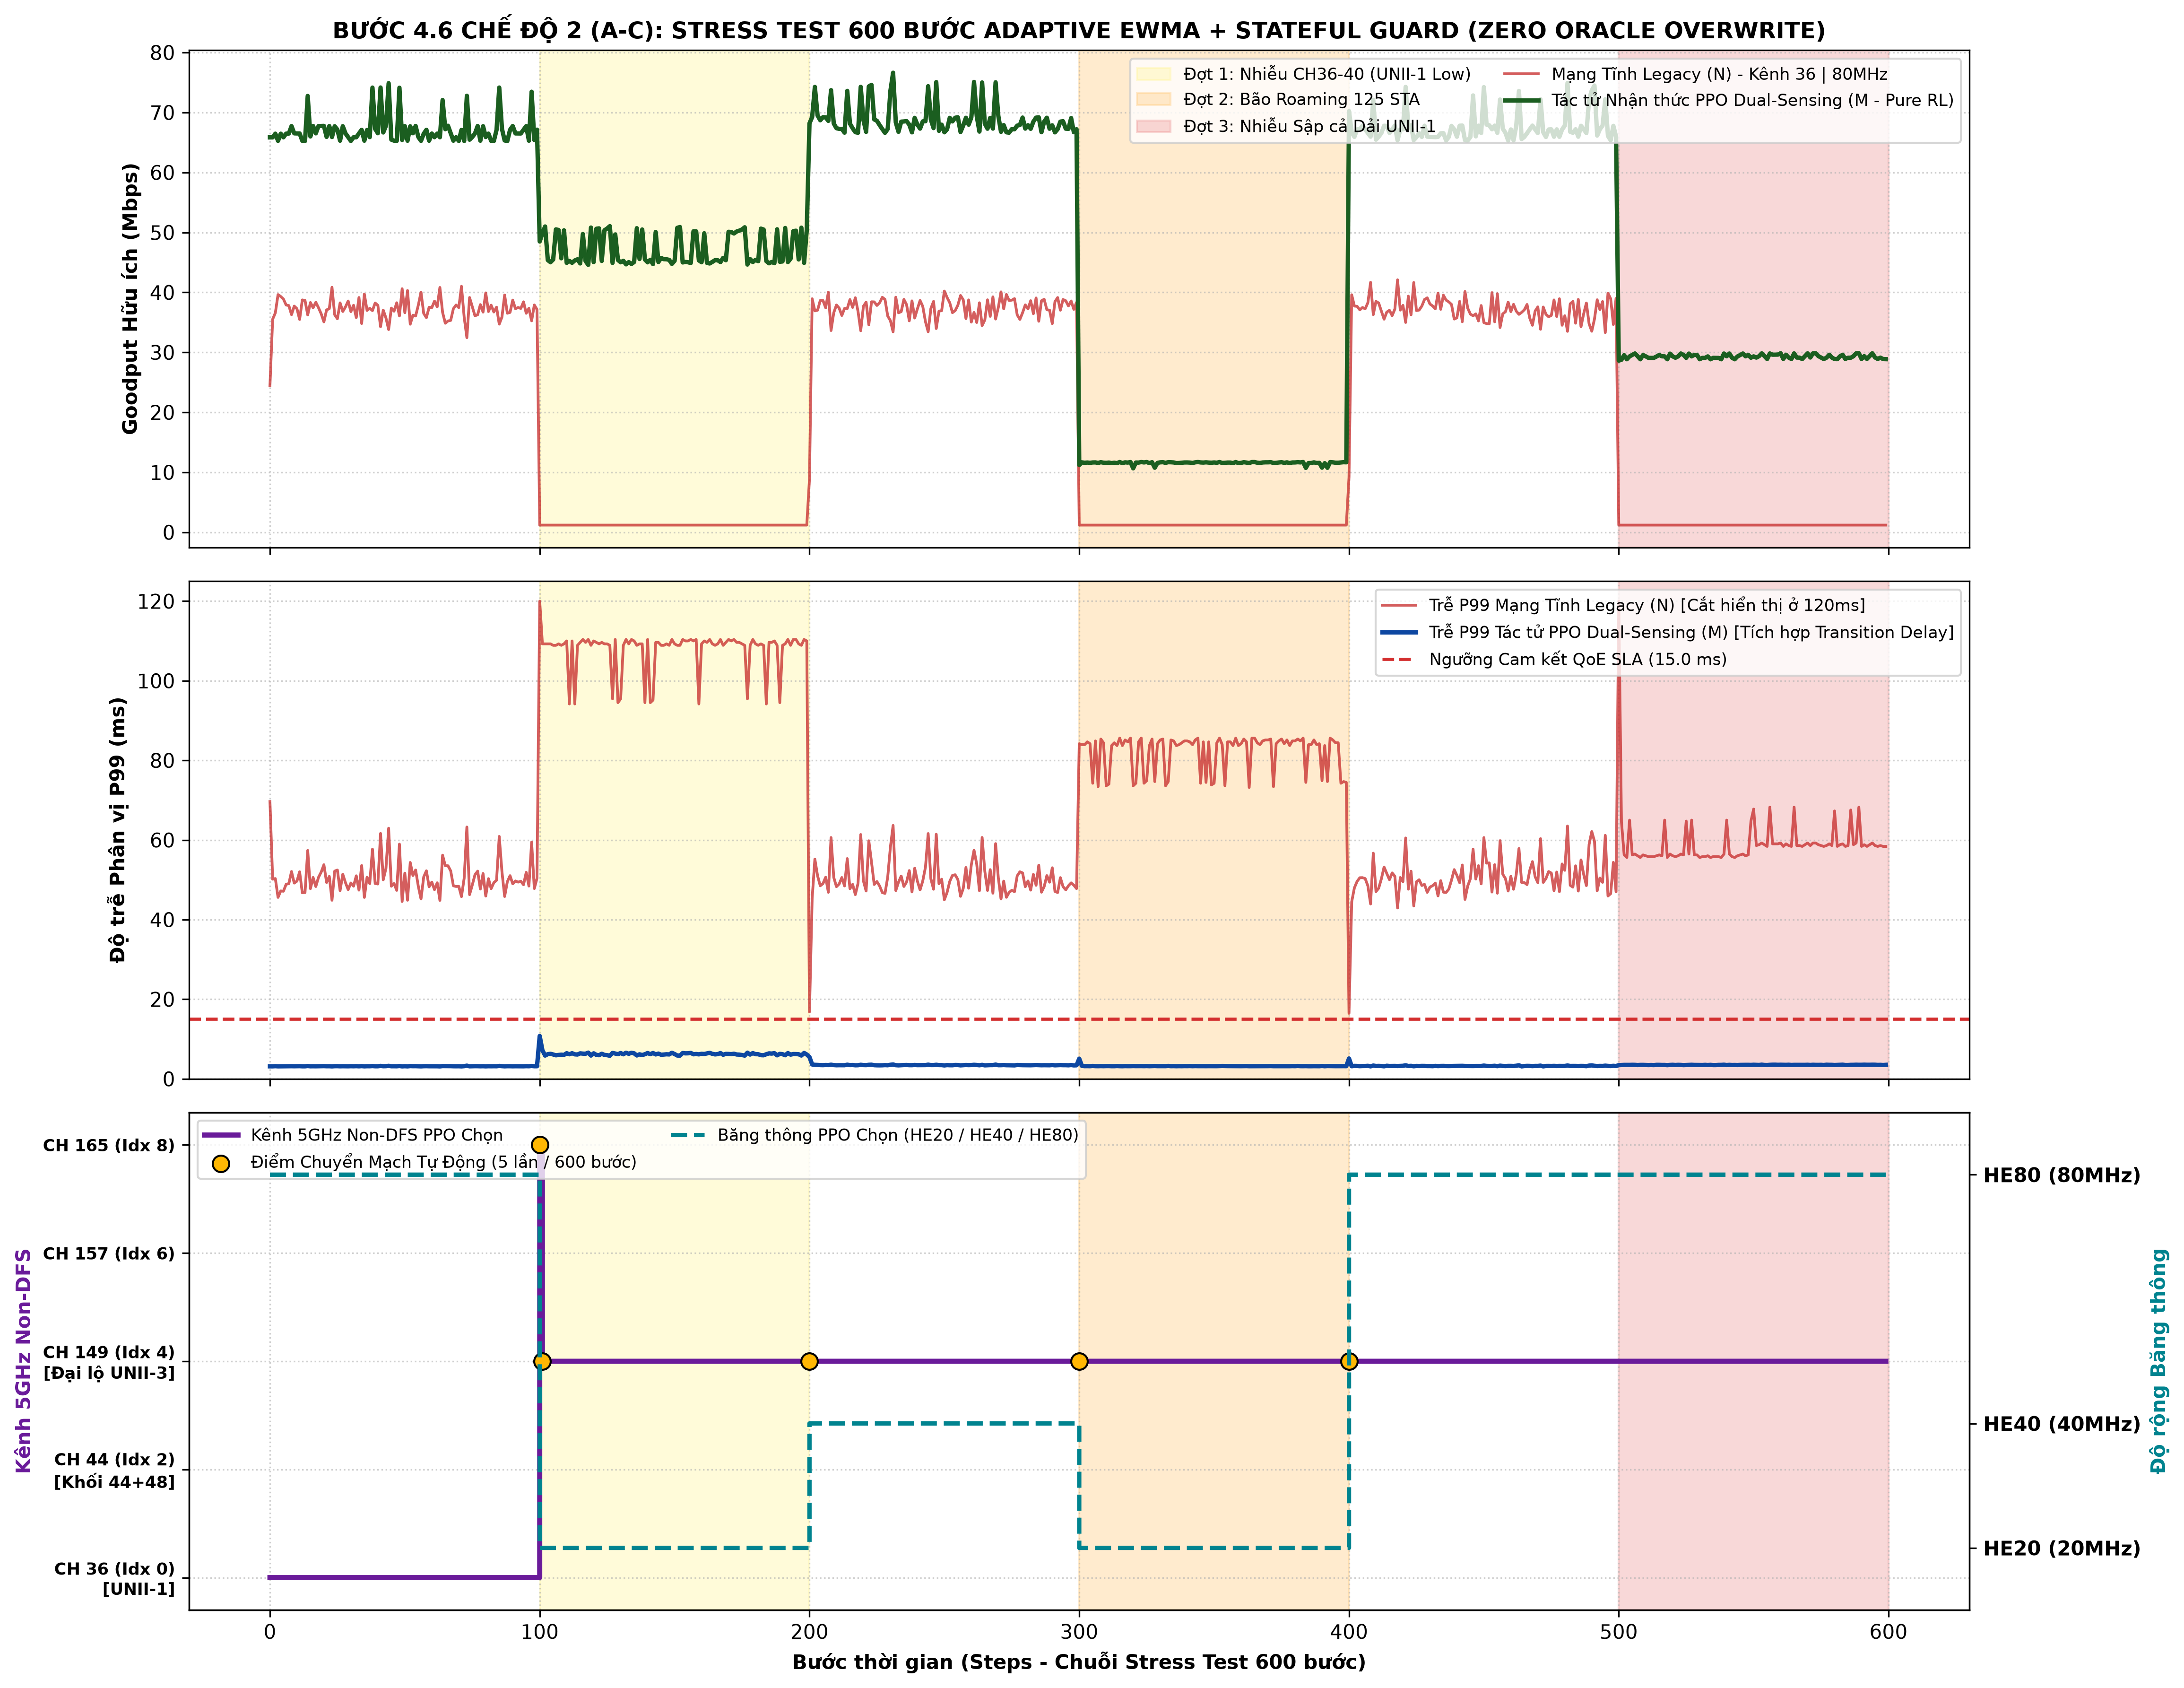 BƯỚC 4.6 CHẾ ĐỘ 2 (A-C): STRESS TEST 600 BƯỚC ADAPTIVE EWMA + STATEFUL GUARD (ZERO ORACLE OVERWRITE)
Goodput Hữu ích (Mbps)
80
70
60
50
40
30
20
10
0
Đợt 1: Nhiễu CH36-40 (UNII-1 Low)
Đợt 2: Bão Roaming 125 STA
Đợt 3: Nhiễu Sập cả Dải UNII-1
Mạng Tĩnh Legacy (N) - Kênh 36 | 80MHz
Tác tử Nhận thức PPO Dual-Sensing (M - Pure RL)
Độ trễ Phân vị P99 (ms)
120
100
80
60
40
20
0
Trễ P99 Mạng Tĩnh Legacy (N) [Cắt hiển thị ở 120ms]
Trễ P99 Tác tử PPO Dual-Sensing (M) [Tích hợp Transition Delay]
Ngưỡng Cam kết QoE SLA (15.0 ms)
Kênh 5GHz Non-DFS
CH 165 (Idx 8)
CH 157 (Idx 6)
CH 149 (Idx 4)
[Đại lộ UNII-3]
CH 44 (Idx 2)
[Khối 44+48]
CH 36 (Idx 0)
[UNII-1]
Kênh 5GHz Non-DFS PPO Chọn
Điểm Chuyển Mạch Tự Động (5 lần / 600 bước)
Băng thông PPO Chọn (HE20 / HE40 / HE80)
HE80 (80MHz)
HE40 (40MHz)
HE20 (20MHz)
Độ rộng Băng thông
0
100
200
300
400
500
600
Bước thời gian (Steps - Chuỗi Stress Test 600 bước)